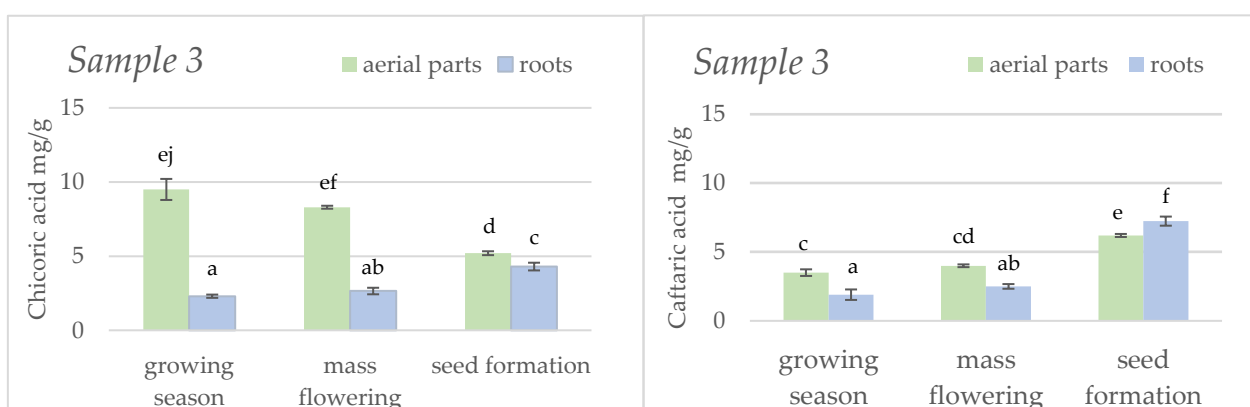 Sample 3
aerial parts roots
Chicoric acid mg/g
15
10
5
0
ej
a
ef
ab
d
c
growing
season
mass
flowering
seed formation
Sample 3
aerial parts roots
Caftaric acid mg/g
15
10
5
0
c
a
cd
ab
e
f
growing
season
mass
flowering
seed
formation